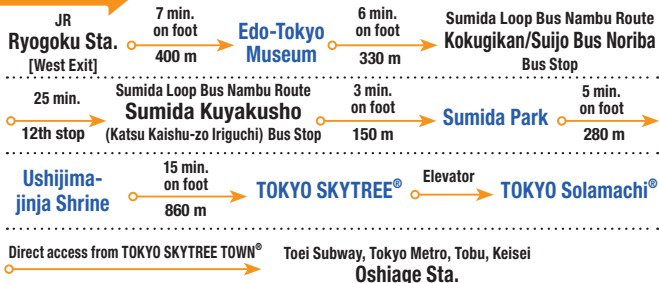 JR
Ryogoku Sta.
[West Exit]
7 min.
on foot
400 m
Edo-Tokyo
Museum
6 min.
on foot
330 m
Sumida Loop Bus Nambu Route
Kokugikan/Suijo Bus Noriba
Bus Stop
25 min.
12th stop
Sumida Loop Bus Nambu Route
Sumida Kuyakusho
(Katsu Kaishu-zo Iriguchi) Bus Stop
3 min.
on foot
150 m
Sumida Park
5 min.
on foot
280 m
Ushijima-
jinja Shrine
15 min.
on foot
860 m
TOKYO SKYTREE®
Elevator
TOKYO Solamachi®
Direct access from TOKYO SKYTREE TOWN®
Toei Subway, Tokyo Metro, Tobu, Keisei
Oshiage Sta.